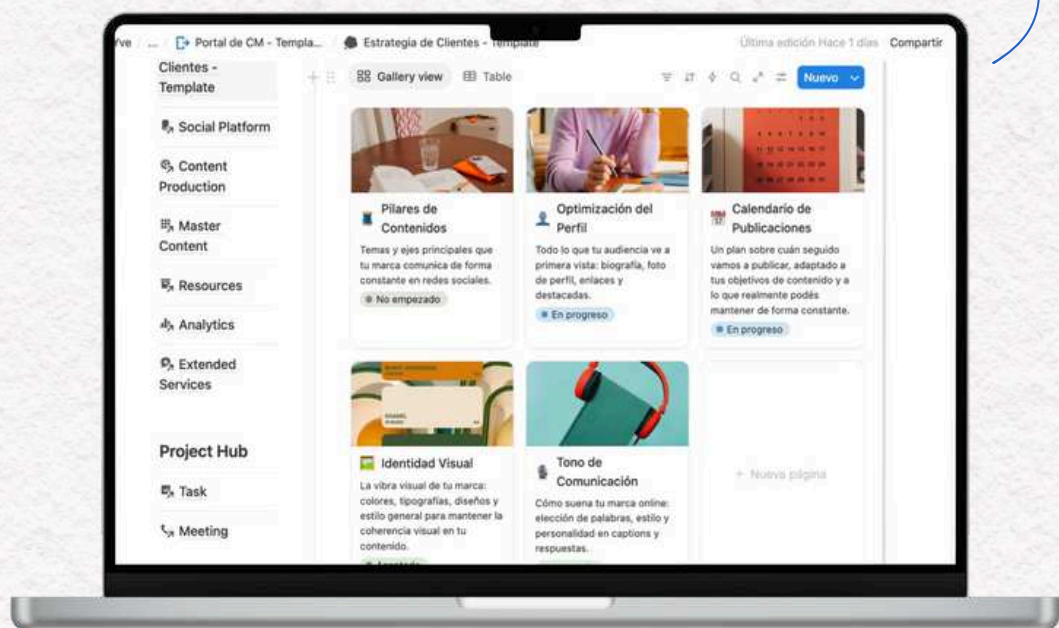 Yve / ... / Portal de CM - Templa... / Estrategia de Clientes - Template
Última edición Hace 1 días Compartir
Clientes -
Template
Social Platform
Content
Production
Master
Content
Resources
Analytics
Extended
Services
Project Hub
Task
Meeting
Gallery view Table
Nuevo
Pilares de
Contenidos
Temas y ejes principales que
tu marca comunica de forma
constante en redes sociales.
No empezado
Optimización del
Perfil
Todo lo que tu audiencia ve a
primera vista: biografía, foto
de perfil, enlaces y
destacadas.
En progreso
Calendario de
Publicaciones
Un plan sobre cuán seguido
vamos a publicar, adaptado a
tus objetivos de contenido y a
lo que realmente podés
mantener de forma constante.
En progreso
Identidad Visual
La vibra visual de tu marca:
colores, tipografías, diseños y
estilo general para mantener la
coherencia visual en tu
contenido.
Tono de
Comunicación
Cómo suena tu marca online:
elección de palabras, estilo y
personalidad en captions y
respuestas.
+ Nueva página